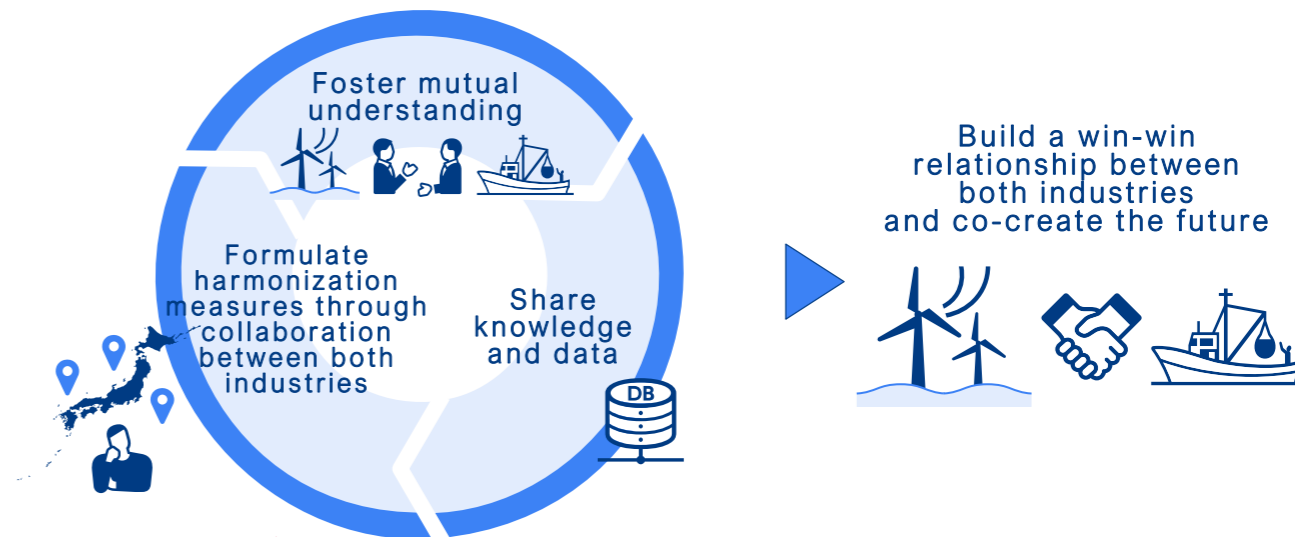 Foster mutual
understanding
Formulate
harmonization
measures through
collaboration
between both
industries
Share
knowledge
and data
DB
Build a win-win
relationship between
both industries
and co-create the future